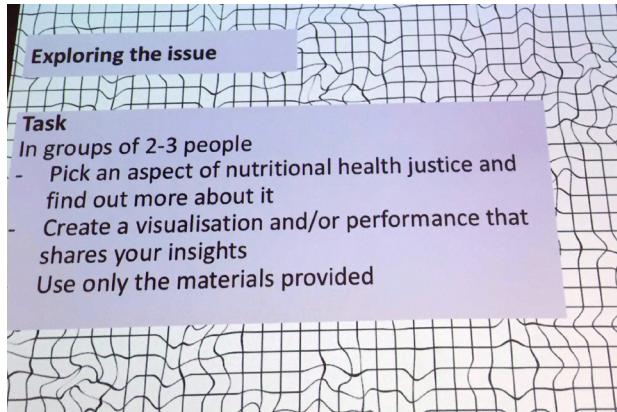 Exploring the issue
Task
In groups of 2-3 people
- Pick an aspect of nutritional health justice and
find out more about it
- Create a visualisation and/or performance that
shares your insights
Use only the materials provided